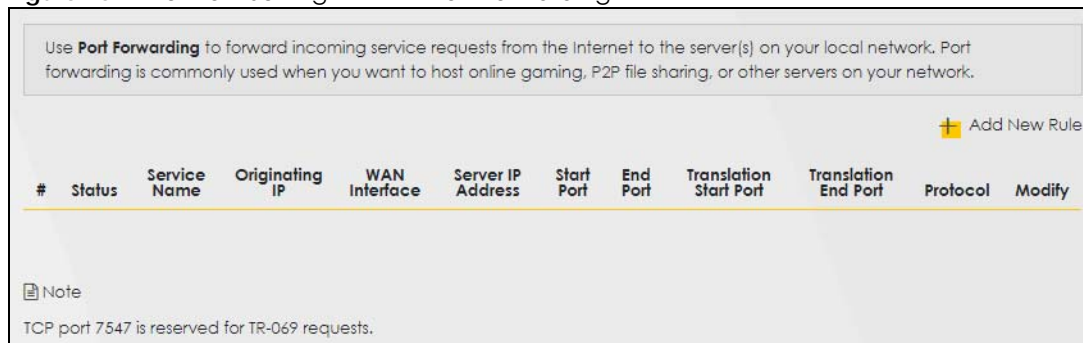 Use Port Forwarding to forward incoming service requests from the Internet to the server(s) on your local network. Port
forwarding is commonly used when you want to host online gaming, P2P file sharing, or other servers on your network.
+ Add New Rule
# Status Service Name Originating IP WAN Interface Server IP Address Start Port End Port Translation Start Port Translation End Port Protocol Modify
Note
TCP port 7547 is reserved for TR-069 requests.